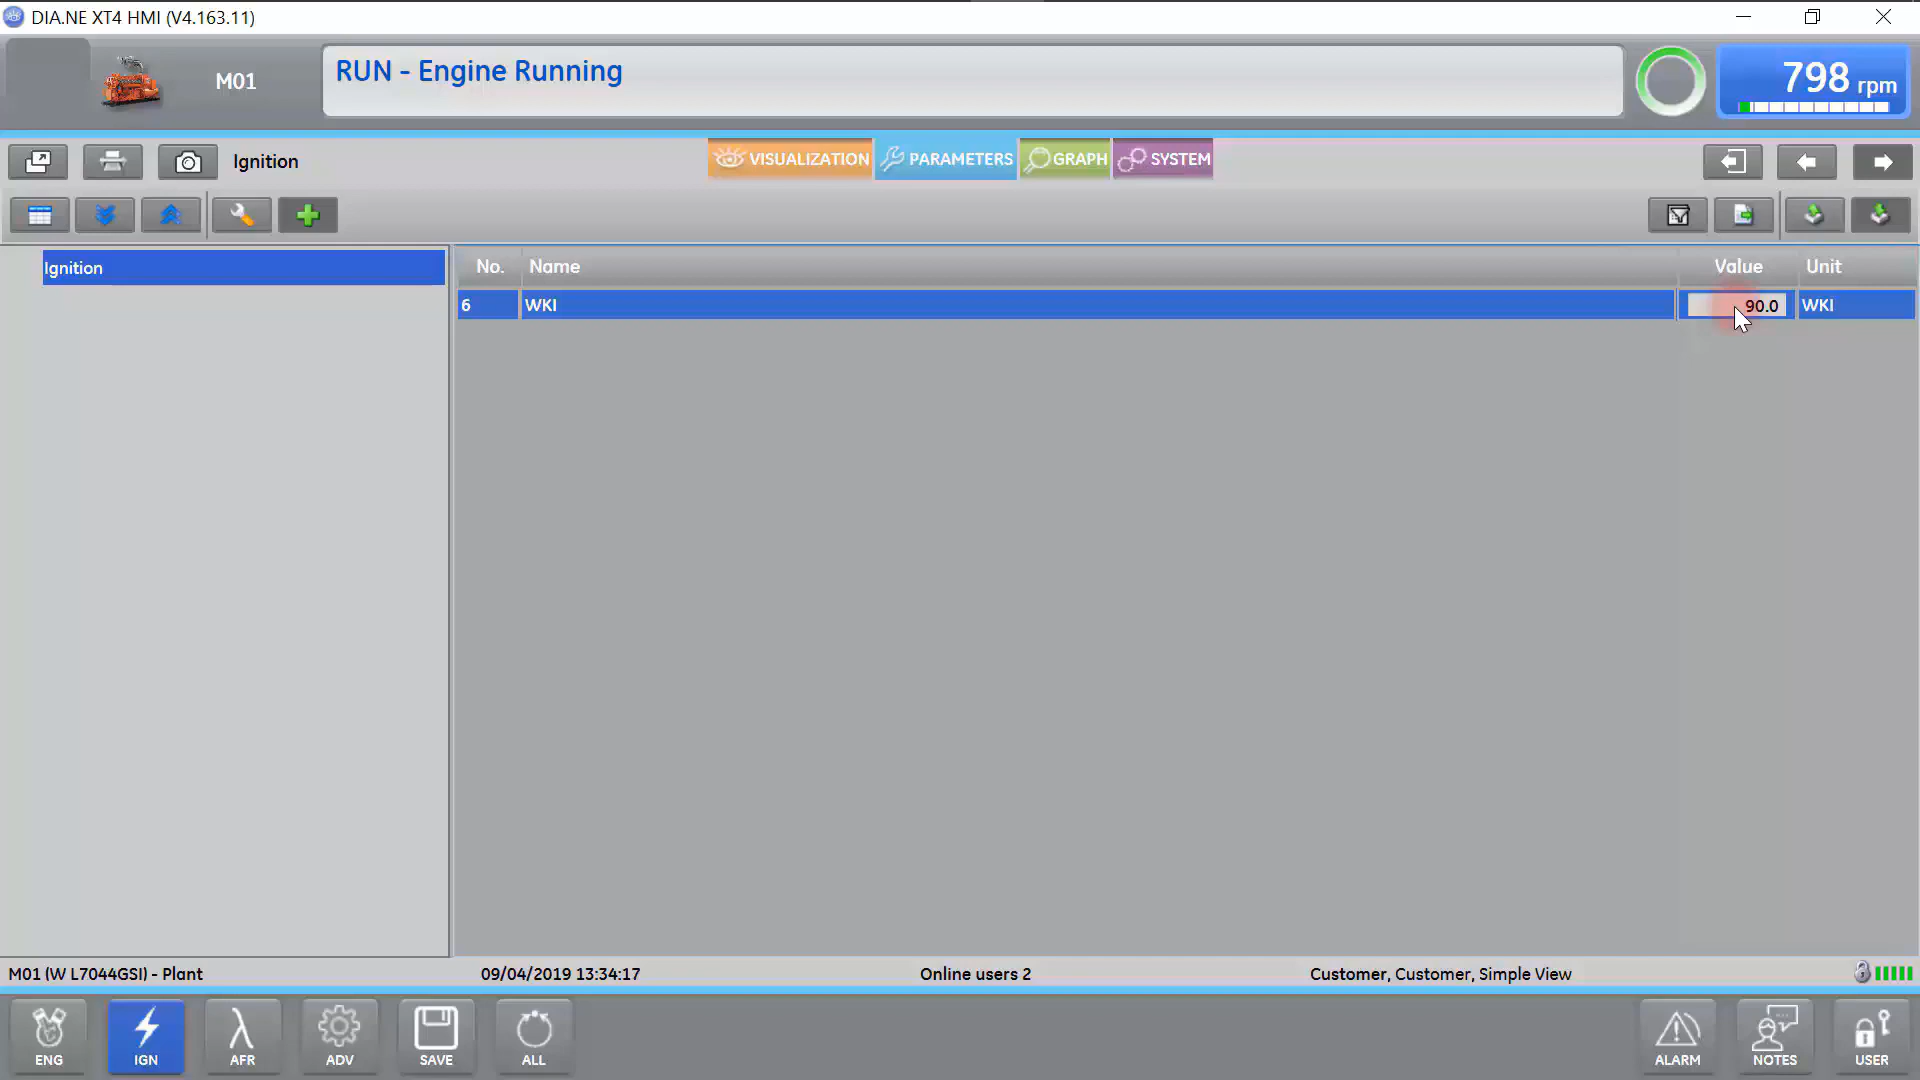 DIA.NE XT4 HMI (V4.163.11)
M01
RUN - Engine Running
798 rpm
Ignition
VISUALIZATION
PARAMETERS
GRAPH
SYSTEM
Ignition
No. Name Value Unit
6 WKI 90.0 WKI
M01 (W L7044GSI) - Plant
09/04/2019 13:34:17
Online users 2
Customer, Customer, Simple View
ENG
IGN
AFR
ADV
SAVE
ALL
ALARM
NOTES
USER